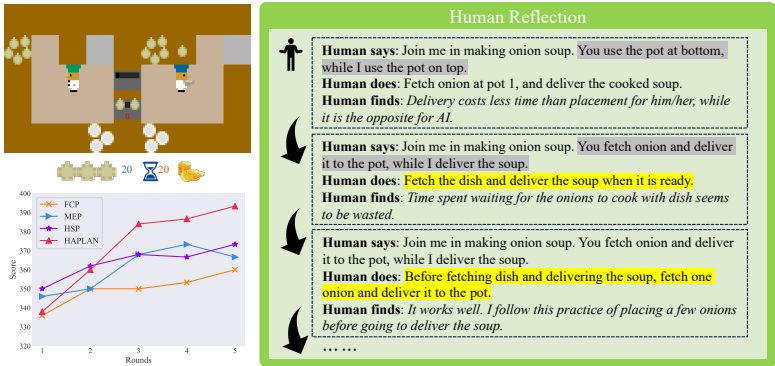 20
20
400
390
380
370
360
350
340
330
320
Score
FCP
MEP
HSP
HAPLAN
1 2 3 4 5
Rounds
Human Reflection
Human says: Join me in making onion soup. You use the pot at bottom,
while I use the pot on top.
Human does: Fetch onion at pot 1, and deliver the cooked soup.
Human finds: Delivery costs less time than placement for him/her, while
it is the opposite for AI.
Human says: Join me in making onion soup. You fetch onion and deliver
it to the pot, while I deliver the soup.
Human does: Fetch the dish and deliver the soup when it is ready.
Human finds: Time spent waiting for the onions to cook with dish seems
to be wasted.
Human says: Join me in making onion soup. You fetch onion and deliver
it to the pot, while I deliver the soup.
Human does: Before fetching dish and delivering the soup, fetch one
onion and deliver it to the pot.
Human finds: It works well. I follow this practice of placing a few onions
before going to deliver the soup.
... ...